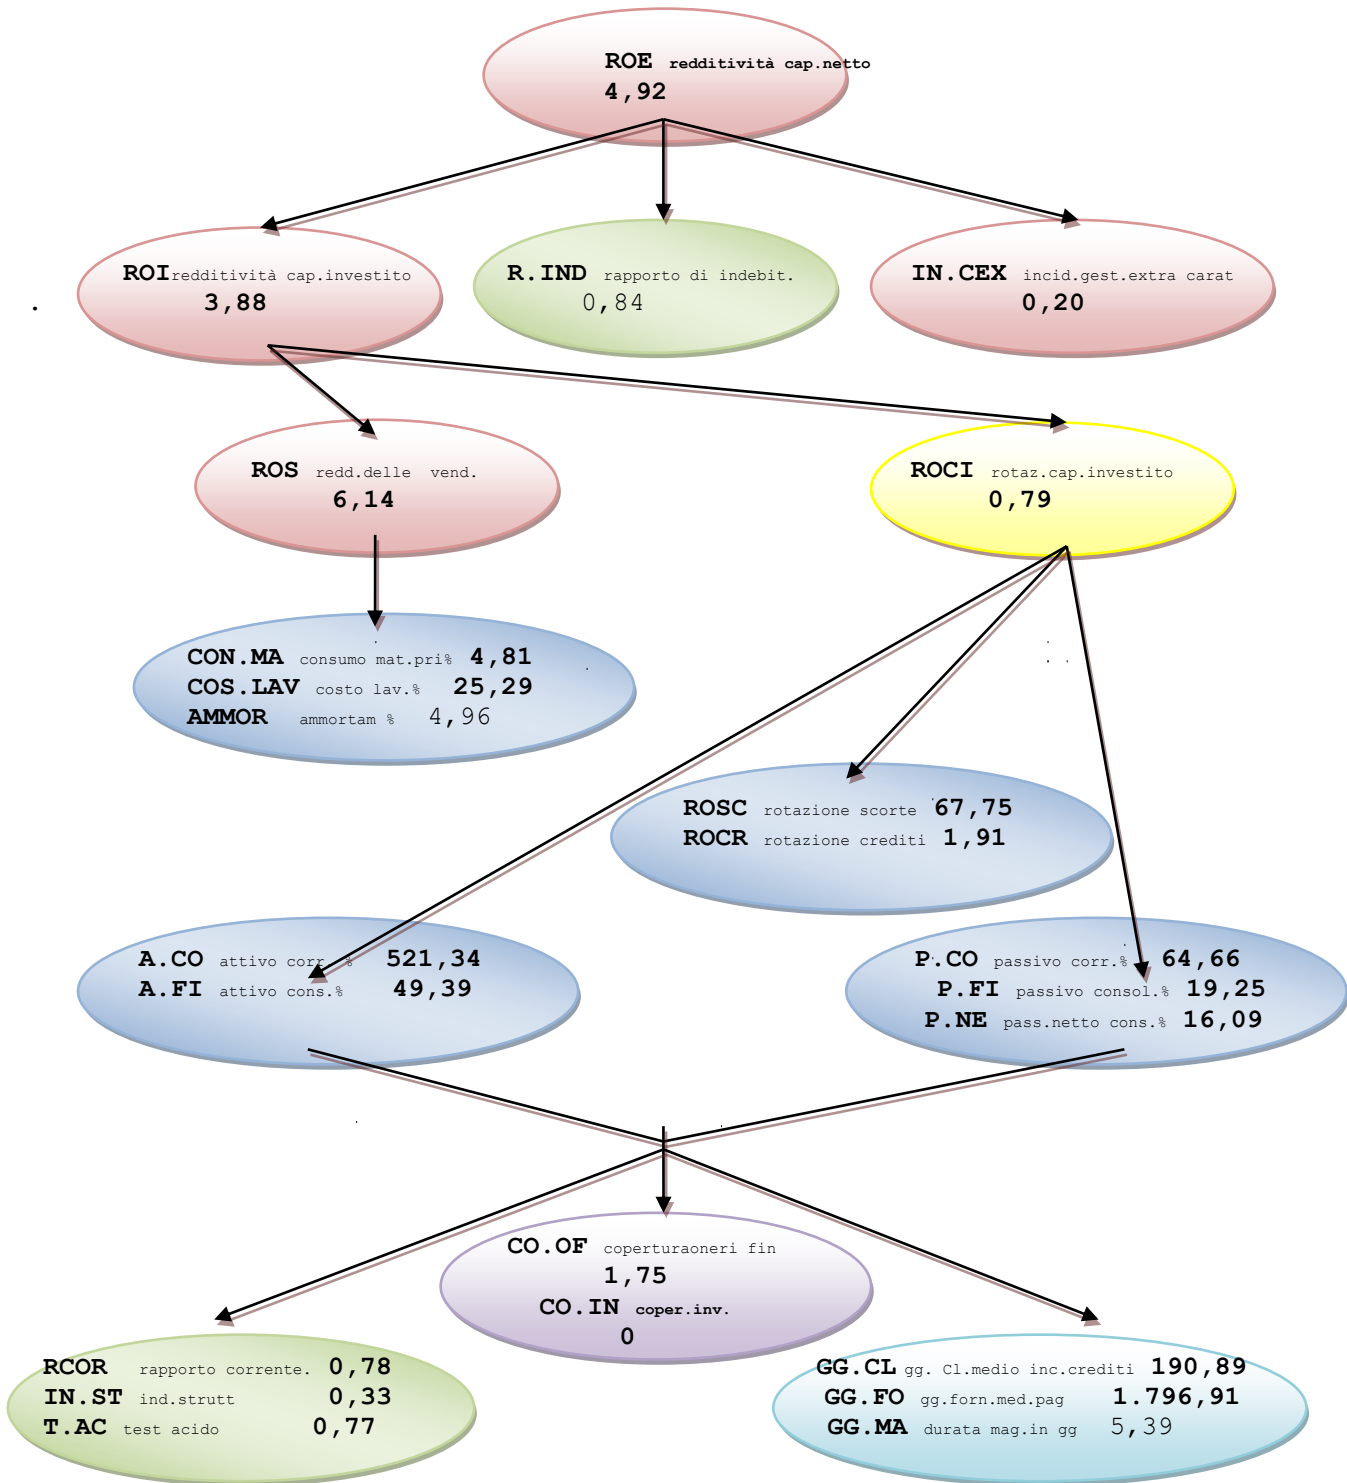 ROE redditività cap.netto
4,92
ROI redditività cap.investito
3,88
R.IND rapporto di indebit.
0,84
IN.CEX incid.gest.extra carat
0,20
.
ROS redd.delle vend.
6,14
ROCI rotaz.cap.investito
0,79
CON.MA consumo mat.pri% 4,81
COS.LAV costo lav.% 25,29
AMMOR ammortam % 4,96
ROSC rotazione scorte 67,75
ROCR rotazione crediti 1,91
A.CO attivo corr. % 521,34
A.FI attivo cons.% 49,39
P.CO passivo corr.% 64,66
P.FI passivo consol.% 19,25
P.NE pass.netto cons.% 16,09
CO.OF coperturaoneri fin
1,75
CO.IN coper.inv.
0
RCOR rapporto corrente. 0,78
IN.ST ind.strutt 0,33
T.AC test acido 0,77
GG.CL gg. Cl.medio inc.crediti 190,89
GG.FO gg.forn.med.pag 1.796,91
GG.MA durata mag.in gg 5,39